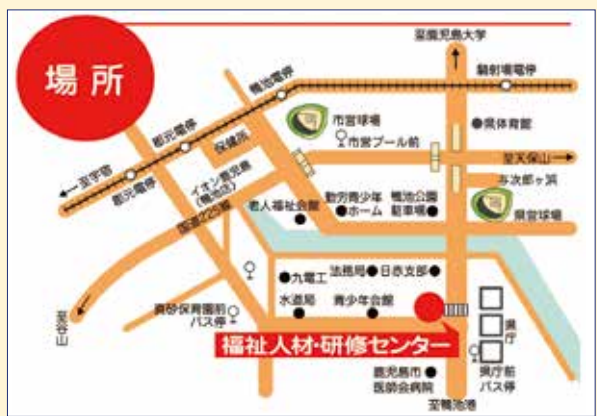 場所
至鹿児島大学
騎射場電停
鴨池電停
市営球場
市営プール前
県体育館
保健所
郡元電停
至宇宿
郡元電停
イオン鹿児島
(鴨池店)
国道225線
至天保山
与次郎ヶ浜
県営球場
老人福祉会館
勤労青少年
ホーム
鴨池公園
駐車場
九電工
法務局
日赤支部
水道局
青少年会館
真砂保育園前
バス停
至谷山
福祉人材・研修センター
県庁
県庁前
バス停
鹿児島市
医師会病院
至鴨池港